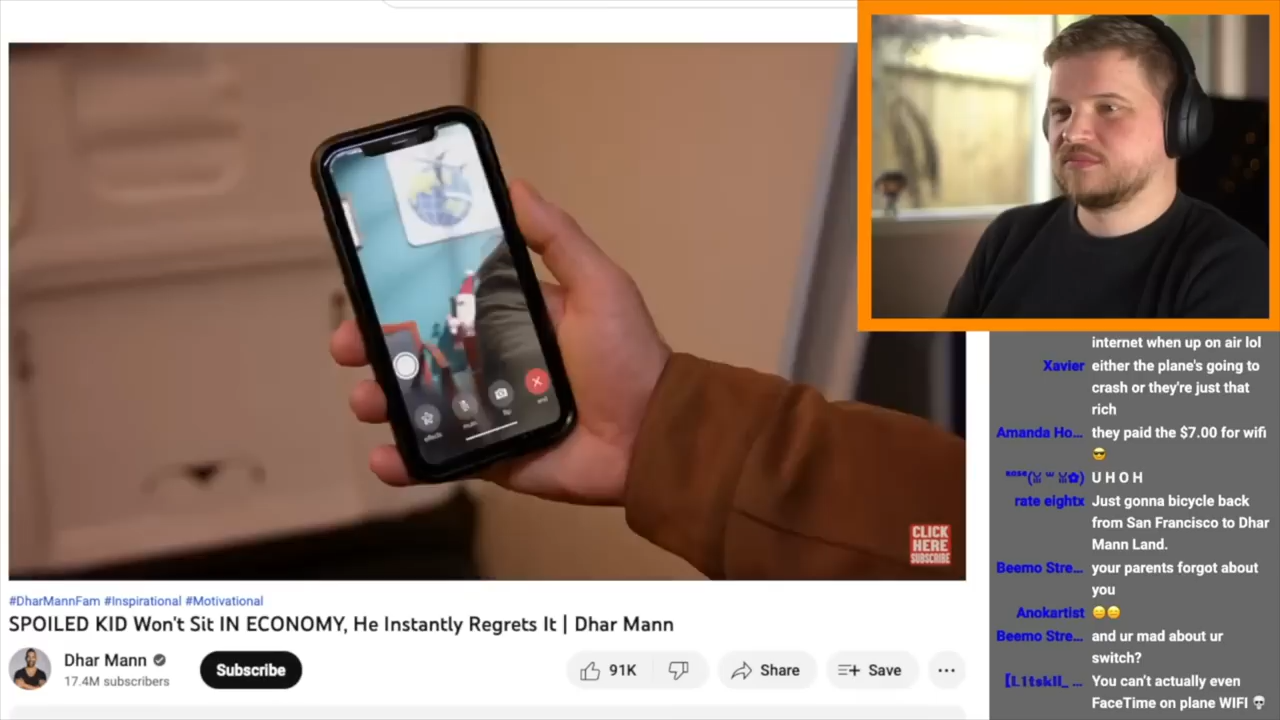 CLICK
HERE
SUBSCRIBE
effects
flip
end
#DharMannFam #Inspirational #Motivational
SPOILED KID Won't Sit IN ECONOMY, He Instantly Regrets It | Dhar Mann
Dhar Mann
17.4M subscribers
Subscribe
91K
Share
Save
internet when up on air lol
Xavier either the plane's going to
crash or they're just that
rich
Amanda Ho... they paid the $7.00 for wifi
😎
U H O H
rate eightx Just gonna bicycle back
from San Francisco to Dhar
Mann Land.
Beemo Stre... your parents forgot about
you
Anokartist 😑😑
Beemo Stre... and ur mad about ur
switch?
【L1tskll_ ... You can't actually even
FaceTime on plane WIFI 💀